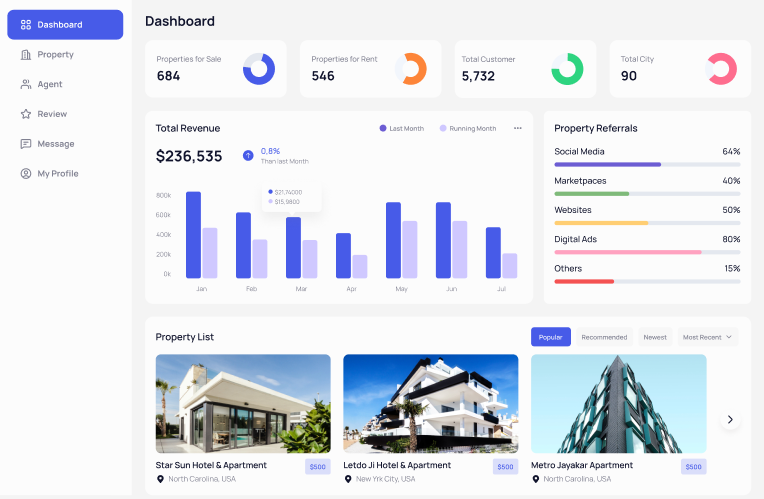 Dashboard
Property
Agent
Review
Message
My Profile
Dashboard
Properties for Sale
684
Properties for Rent
546
Total Customer
5,732
Total City
90
Total Revenue
Last Month
Running Month
$236,535
0,8%
Than last Month
$21,74000
$15,9800
800k
600k
400k
200k
0k
Jan
Feb
Mar
Apr
May
Jun
Jul
Property Referrals
Social Media 64%
Marketpaces 40%
Websites 50%
Digital Ads 80%
Others 15%
Property List
Popular
Recommended
Newest
Most Recent
Star Sun Hotel & Apartment
$500
North Carolina, USA
Letdo Ji Hotel & Apartment
$500
New Yrk City, USA
Metro Jayakar Apartment
$500
North Carolina, USA